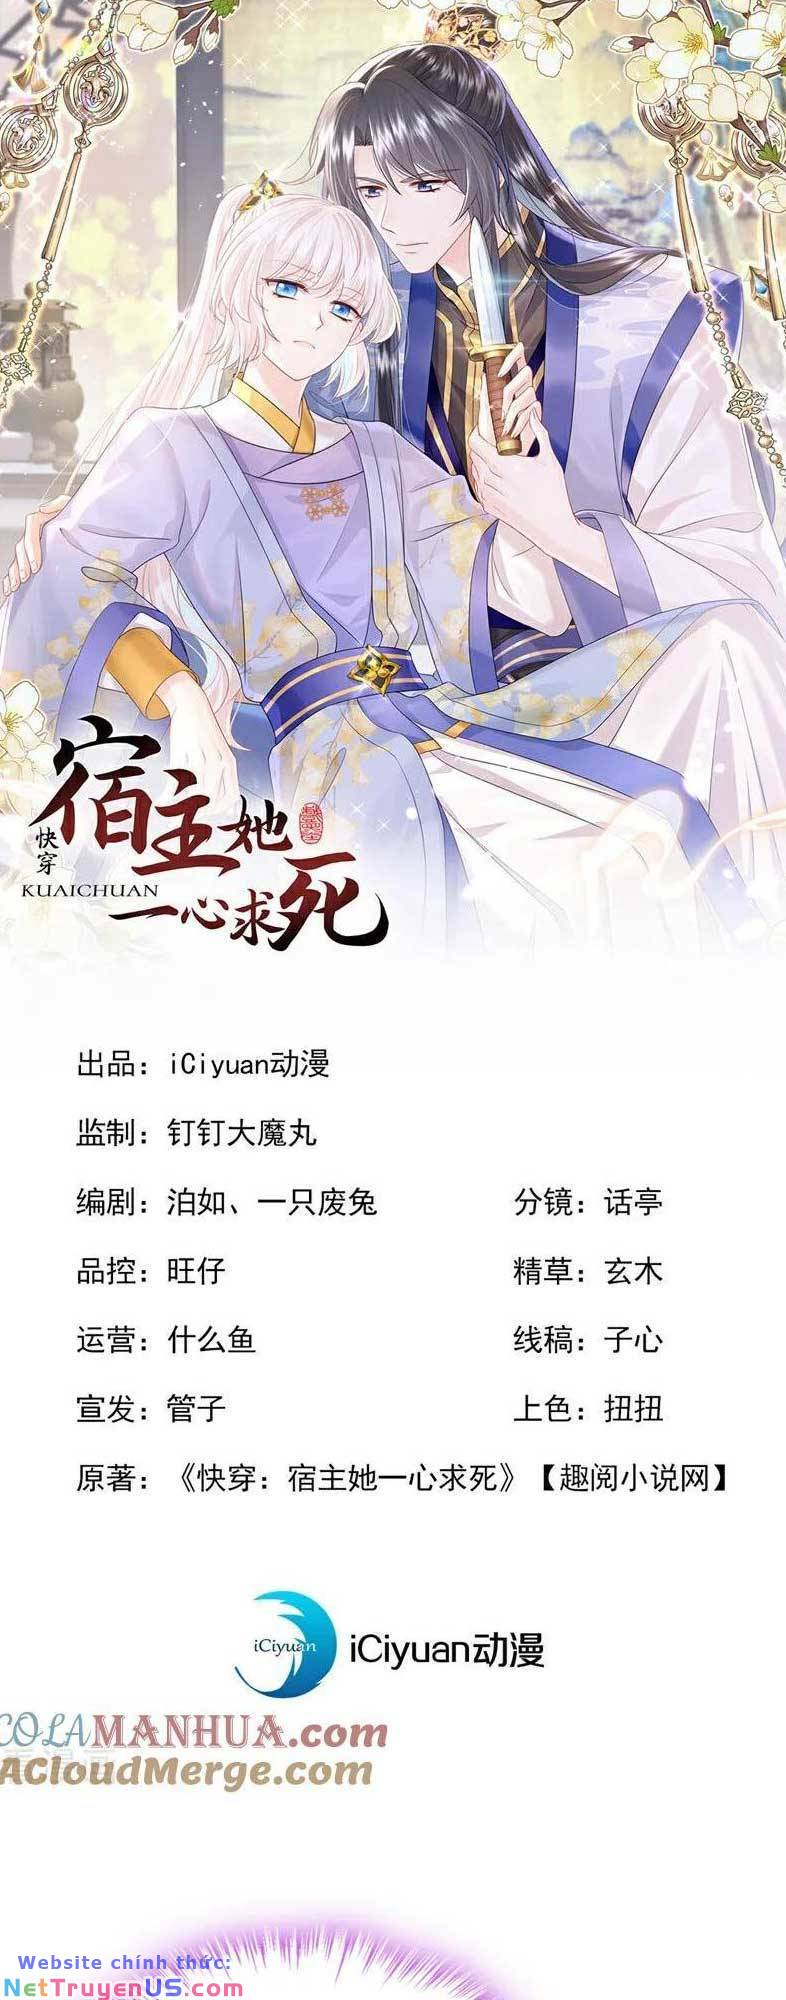 快穿
宿主她
KUAICHUAN
一心求死
出品：iCiyuan动漫
监制：钉钉大魔丸
编剧：泊如、一只废兔 分镜：话亭
品控：旺仔 精草：玄木
运营：什么鱼 线稿：子心
宣发：管子 上色：扭扭
原著：《快穿：宿主她一心求死》【趣阅小说网】
iCiyuan iCiyuan动漫
COLAMANHUA.com
ACloudMerge.com
Website chính thức:
NetTruyenUS.com